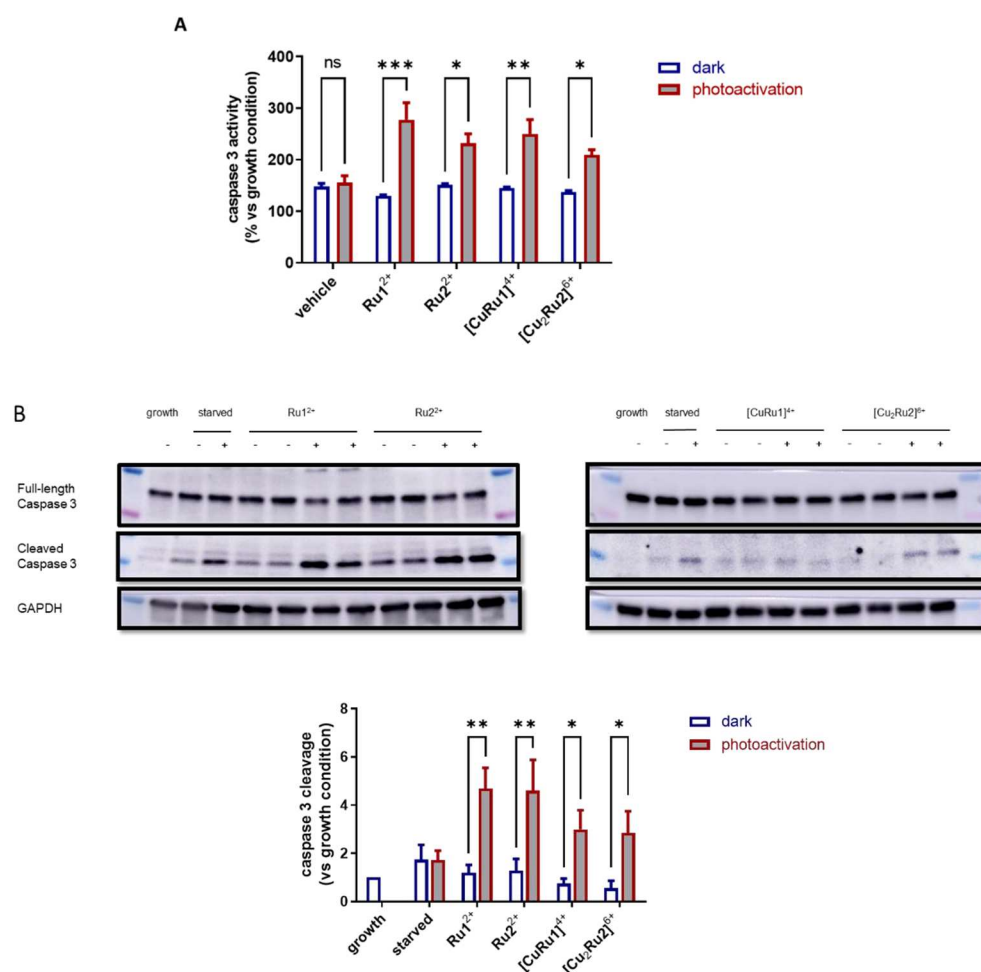 A
400
300
200
100
0
caspase 3 activity
(% vs growth condition)
ns
***
*
**
*
dark
photoactivation
vehicle
Ru1²⁺
Ru2²⁺
[CuRu1]⁴⁺
[Cu₂Ru2]⁶⁺
B
growth starved Ru1²⁺ Ru2²⁺
- - + - - + + - - + +
growth starved [CuRu1]⁴⁺ [Cu₂Ru2]⁶⁺
- - + - - + + - - + +
Full-length
Caspase 3
Cleaved
Caspase 3
GAPDH
8
6
4
2
0
caspase 3 cleavage
(vs growth condition)
**
**
*
*
dark
photoactivation
growth
starved
Ru1²⁺
Ru2²⁺
[CuRu1]⁴⁺
[Cu₂Ru2]⁶⁺